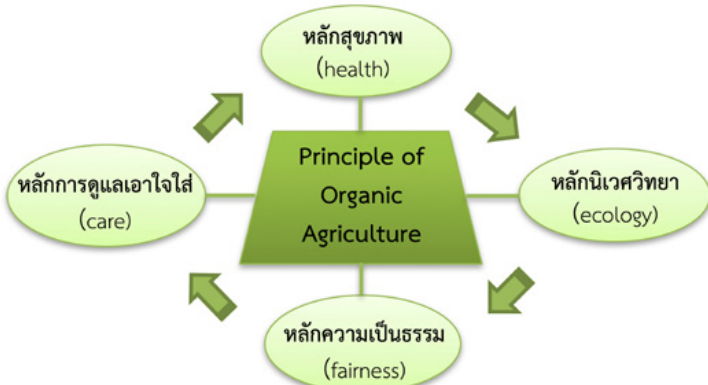 หลักสุขภาพ
(health)
หลักการดูแลเอาใจใส่
(care)
Principle of
Organic
Agriculture
หลักนิเวศวิทยา
(ecology)
หลักความเป็นธรรม
(fairness)